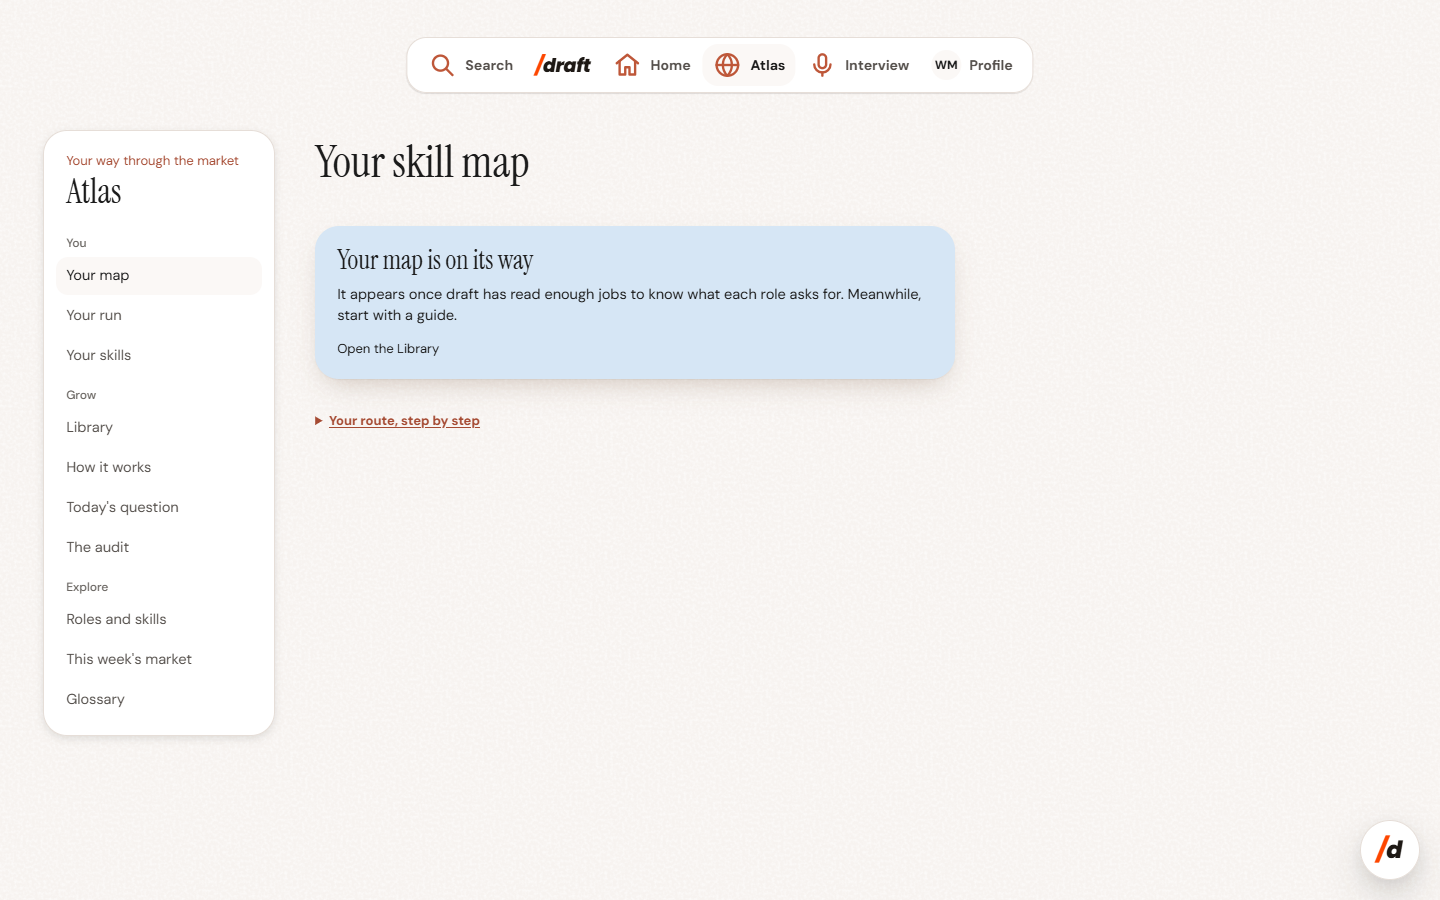 Search
/draft
Home
Atlas
Interview
WM
Profile
Your way through the market
Atlas
You
Your map
Your run
Your skills
Grow
Library
How it works
Today's question
The audit
Explore
Roles and skills
This week's market
Glossary
Your skill map
Your map is on its way
It appears once draft has read enough jobs to know what each role asks for. Meanwhile,
start with a guide.
Open the Library
Your route, step by step
/d